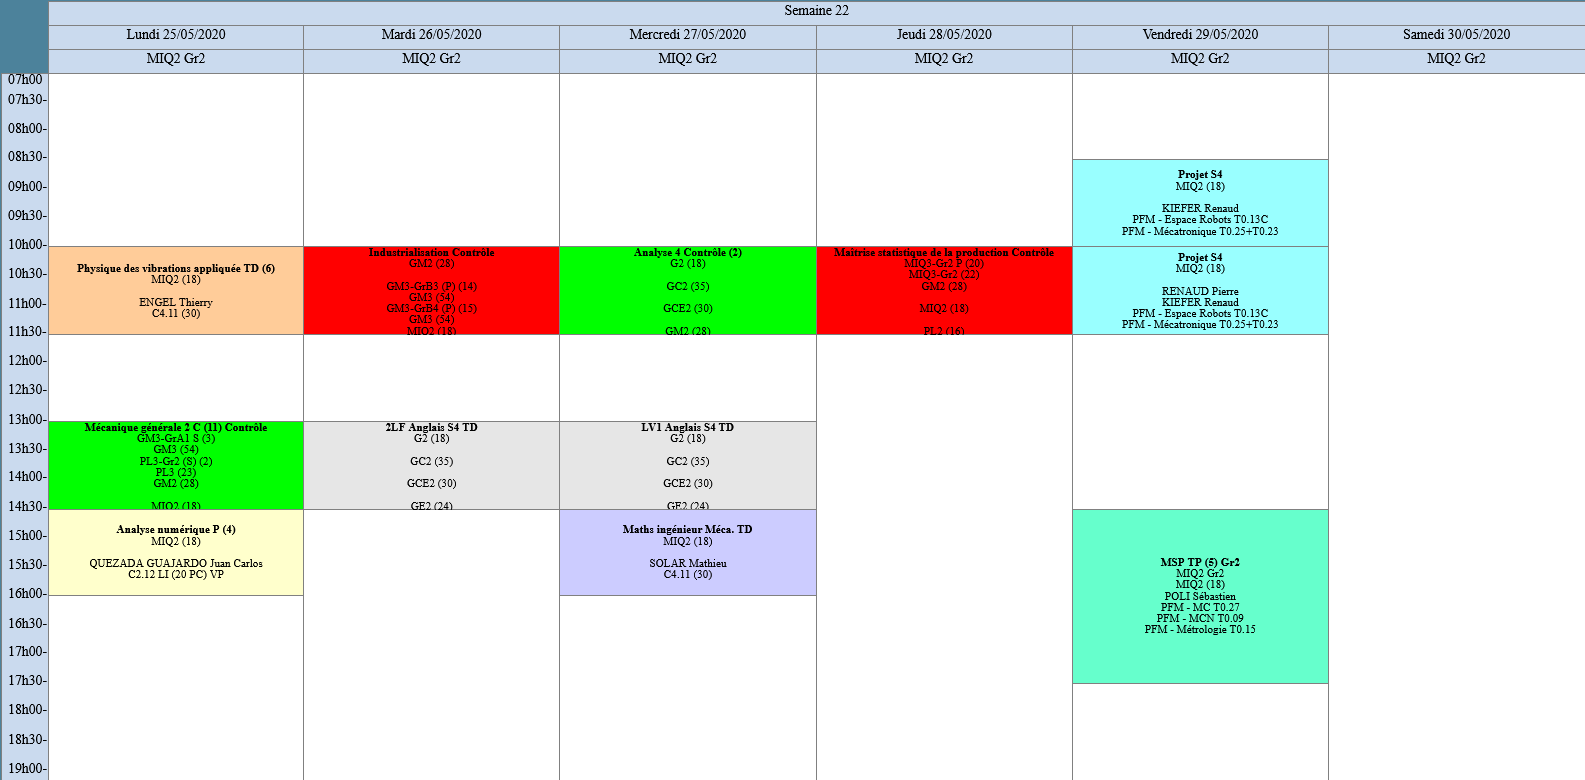 Semaine 22
Lundi 25/05/2020
Mardi 26/05/2020
Mercredi 27/05/2020
Jeudi 28/05/2020
Vendredi 29/05/2020
Samedi 30/05/2020
MIQ2 Gr2
MIQ2 Gr2
MIQ2 Gr2
MIQ2 Gr2
MIQ2 Gr2
MIQ2 Gr2
07h00
07h30-
08h00-
08h30-
09h00-
09h30-
10h00-
10h30-
11h00-
11h30-
12h00-
12h30-
13h00-
13h30-
14h00-
14h30-
15h00-
15h30-
16h00-
16h30-
17h00-
17h30-
18h00-
18h30-
19h00-
Physique des vibrations appliquée TD (6)
MIQ2 (18)
ENGEL Thierry
C4.11 (30)
Mécanique générale 2 C (11) Contrôle
GM3-GrA1 S (3)
GM3 (54)
PL3-Gr2 (S) (2)
PL3 (23)
GM2 (28)
MIQ2 (18)
Analyse numérique P (4)
MIQ2 (18)
QUEZADA GUAJARDO Juan Carlos
C2.12 LI (20 PC) VP
Industrialisation Contrôle
GM2 (28)
GM3-GrB3 (P) (14)
GM3 (54)
GM3-GrB4 (P) (15)
GM3 (54)
MIQ2 (18)
2LF Anglais S4 TD
G2 (18)
GC2 (35)
GCE2 (30)
GE2 (24)
Analyse 4 Contrôle (2)
G2 (18)
GC2 (35)
GCE2 (30)
GM2 (28)
LV1 Anglais S4 TD
G2 (18)
GC2 (35)
GCE2 (30)
GE2 (24)
Maths ingénieur Méca. TD
MIQ2 (18)
SOLAR Mathieu
C4.11 (30)
Maitrise statistique de la production Contrôle
MIQ3-Gr2 P (20)
MIQ3-Gr2 (22)
GM2 (28)
MIQ2 (18)
PL2 (16)
Projet S4
MIQ2 (18)
KIEFER Renaud
PFM - Espace Robots T0.13C
PFM - Mécatronique T0.25+T0.23
Projet S4
MIQ2 (18)
RENAUD Pierre
KIEFER Renaud
PFM - Espace Robots T0.13C
PFM - Mécatronique T0.25+T0.23
MSP TP (5) Gr2
MIQ2 Gr2
MIQ2 (18)
POLI Sébastien
PFM - MC T0.27
PFM - MCN T0.09
PFM - Métrologie T0.15